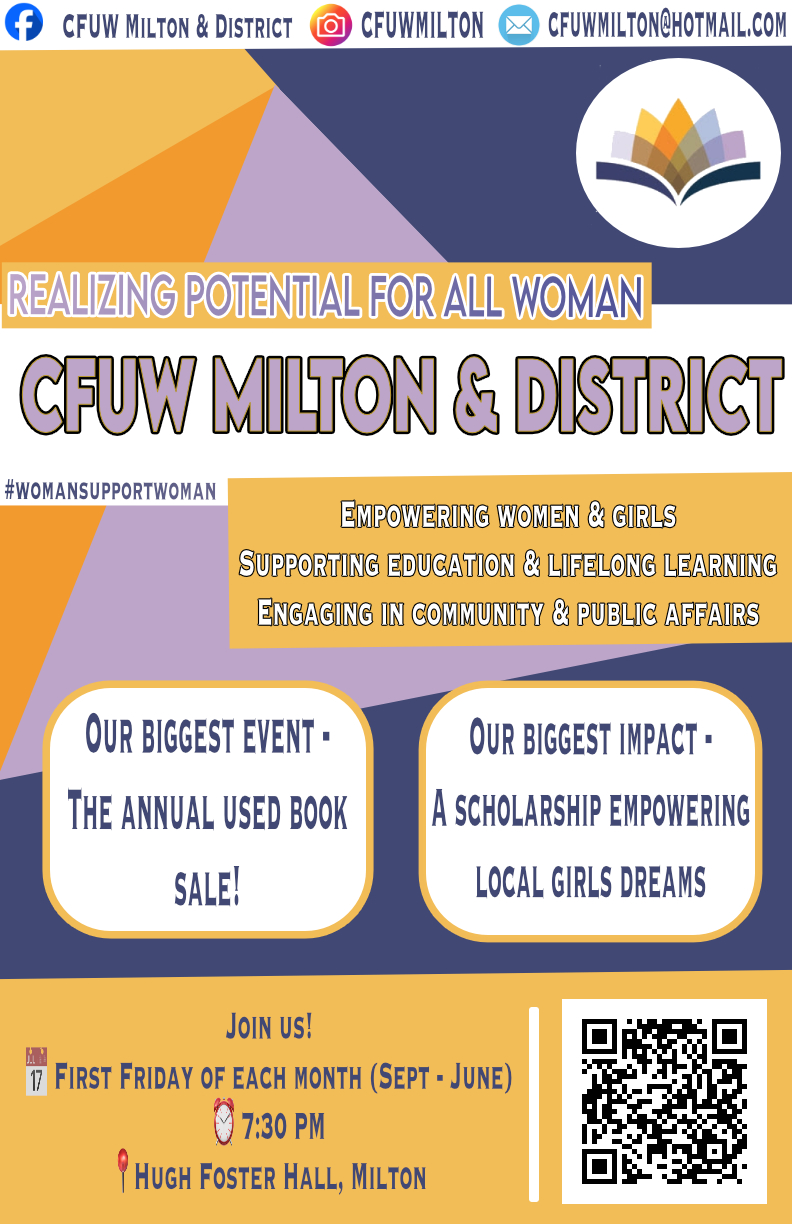 CFUW Milton & District CFUWMILTON CFUWMILTON@HOTMAIL.COM
REALIZING POTENTIAL FOR ALL WOMAN
CFUW MILTON & DISTRICT
#WOMANSUPPORTWOMAN
Empowering women & girls
Supporting education & lifelong learning
Engaging in community & public affairs
Our biggest event -
The annual used book
sale!
Our biggest impact -
A scholarship empowering
local girls dreams
Join us!
17 First Friday of each month (Sept - June)
7:30 PM
Hugh Foster Hall, Milton